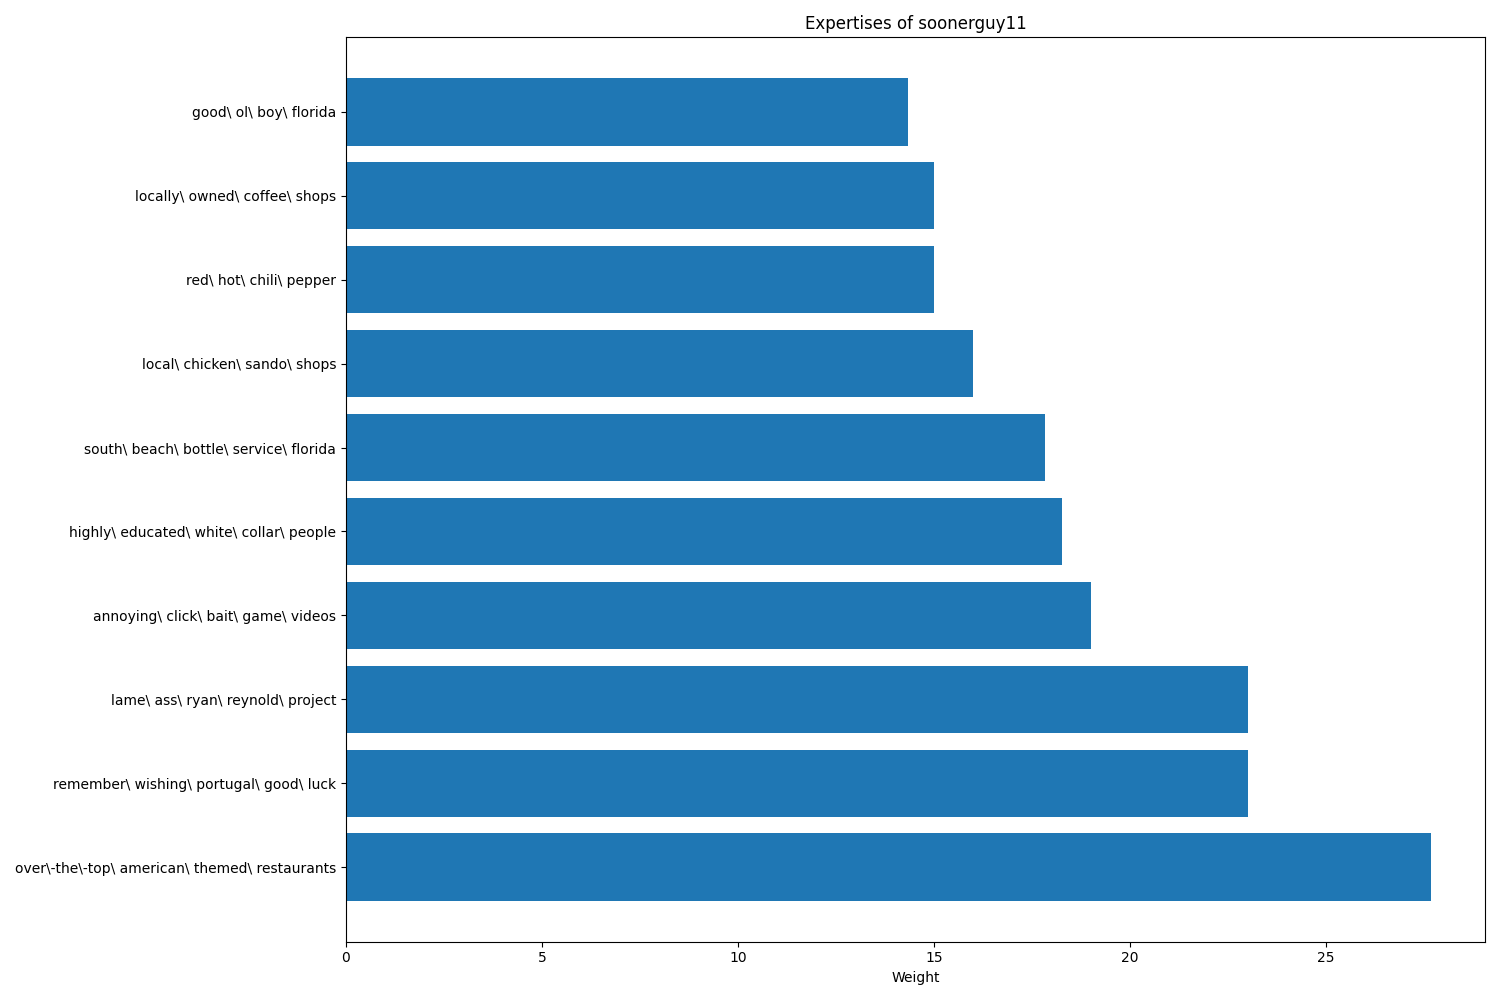 Expertises of soonerguy11
good\ ol\ boy\ florida
locally\ owned\ coffee\ shops
red\ hot\ chili\ pepper
local\ chicken\ sando\ shops
south\ beach\ bottle\ service\ florida
highly\ educated\ white\ collar\ people
annoying\ click\ bait\ game\ videos
lame\ ass\ ryan\ reynold\ project
remember\ wishing\ portugal\ good\ luck
over\-the\-top\ american\ themed\ restaurants
0 5 10 15 20 25
Weight